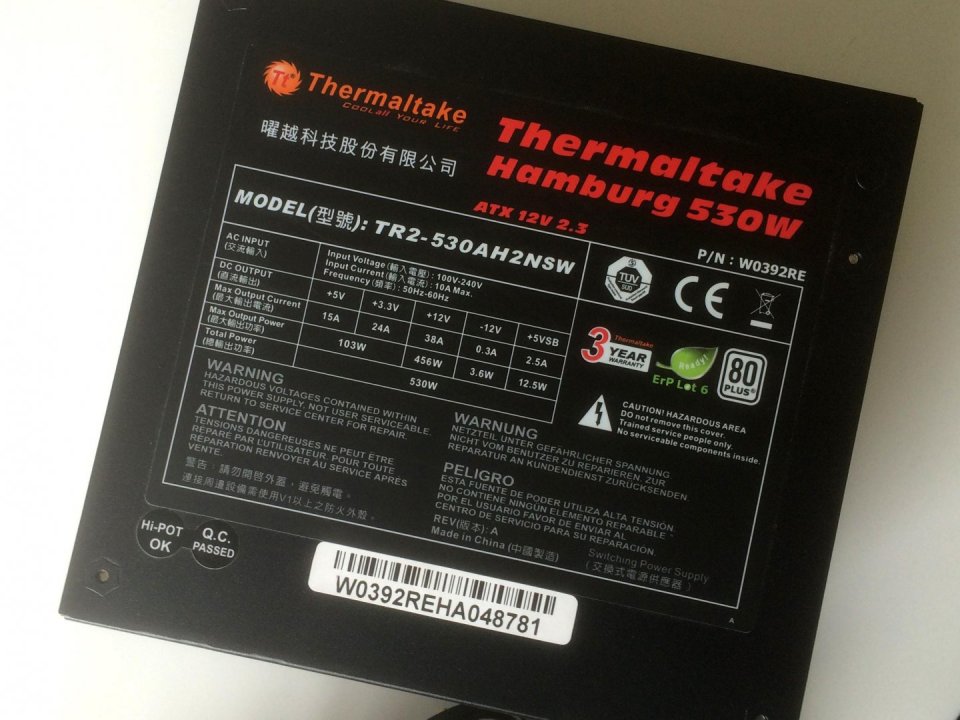 Tt Thermaltake
COOLall YOUR LIFE
曜越科技股份有限公司
Thermaltake
Hamburg 530W
ATX 12V 2.3
P/N : W0392RE
MODEL(型號): TR2-530AH2NSW
AC INPUT
(交流輸入)
Input Voltage(輸入電壓): 100V-240V
Input Current(輸入電流): 10A Max.
Frequency(頻率): 50Hz-60Hz
DC OUTPUT
(直流輸出)
+5V +3.3V +12V -12V +5VSB
Max Output Current
(最大輸出電流)
15A 24A 38A 0.3A 2.5A
Max Output Power
(最大輸出功率)
103W 456W 3.6W 12.5W
Total Power
(總輸出功率)
530W
TÜV
SÜD
CE
Thermaltake
3 YEAR
WARRANTY
Ready!
ErP Lot 6
80
PLUS
CAUTION! HAZARDOUS AREA
Do not remove this cover.
Trained service people only.
No serviceable components inside.
WARNING
HAZARDOUS VOLTAGES CONTAINED WITHIN
THIS POWER SUPPLY, NOT USER SERVICEABLE.
RETURN TO SERVICE CENTER FOR REPAIR.
ATTENTION
TENSIONS DANGEREUSES NE PEUT ÊTRE
RÉPARÉ PAR L'UTILISATEUR. POUR TOUTE
RÉPARATION RENVOYER AU SERVICE APRÈS
VENTE.
警告：請勿開啓外蓋，避免觸電。
連接周邊設備需使用V1以上之防火外殼。
WARNUNG
NETZTEIL UNTER GEFAHRLICHER SPANNUNG
NICHT VOM BENUTZER ZU REPARIEREN. ZUR
REPARATUR AN KUNDENDIENST ZURÜCKSENDEN.
PELIGRO
ESTA FUENTE DE PODER UTILIZA ALTA TENSIÓN.
NO CONTIENE NINGÚN ELEMENTO REPARABLE
POR EL USUARIO FAVOR DE ENVIAR AL
CENTRO DE SERVICIO PARA SU REPARACIÓN.
REV(版本): A
Made in China (中國製造)
Switching Power Supply
(交換式電源供應器)
A
Hi-POT
OK
Q.C.
PASSED
W0392REHA048781